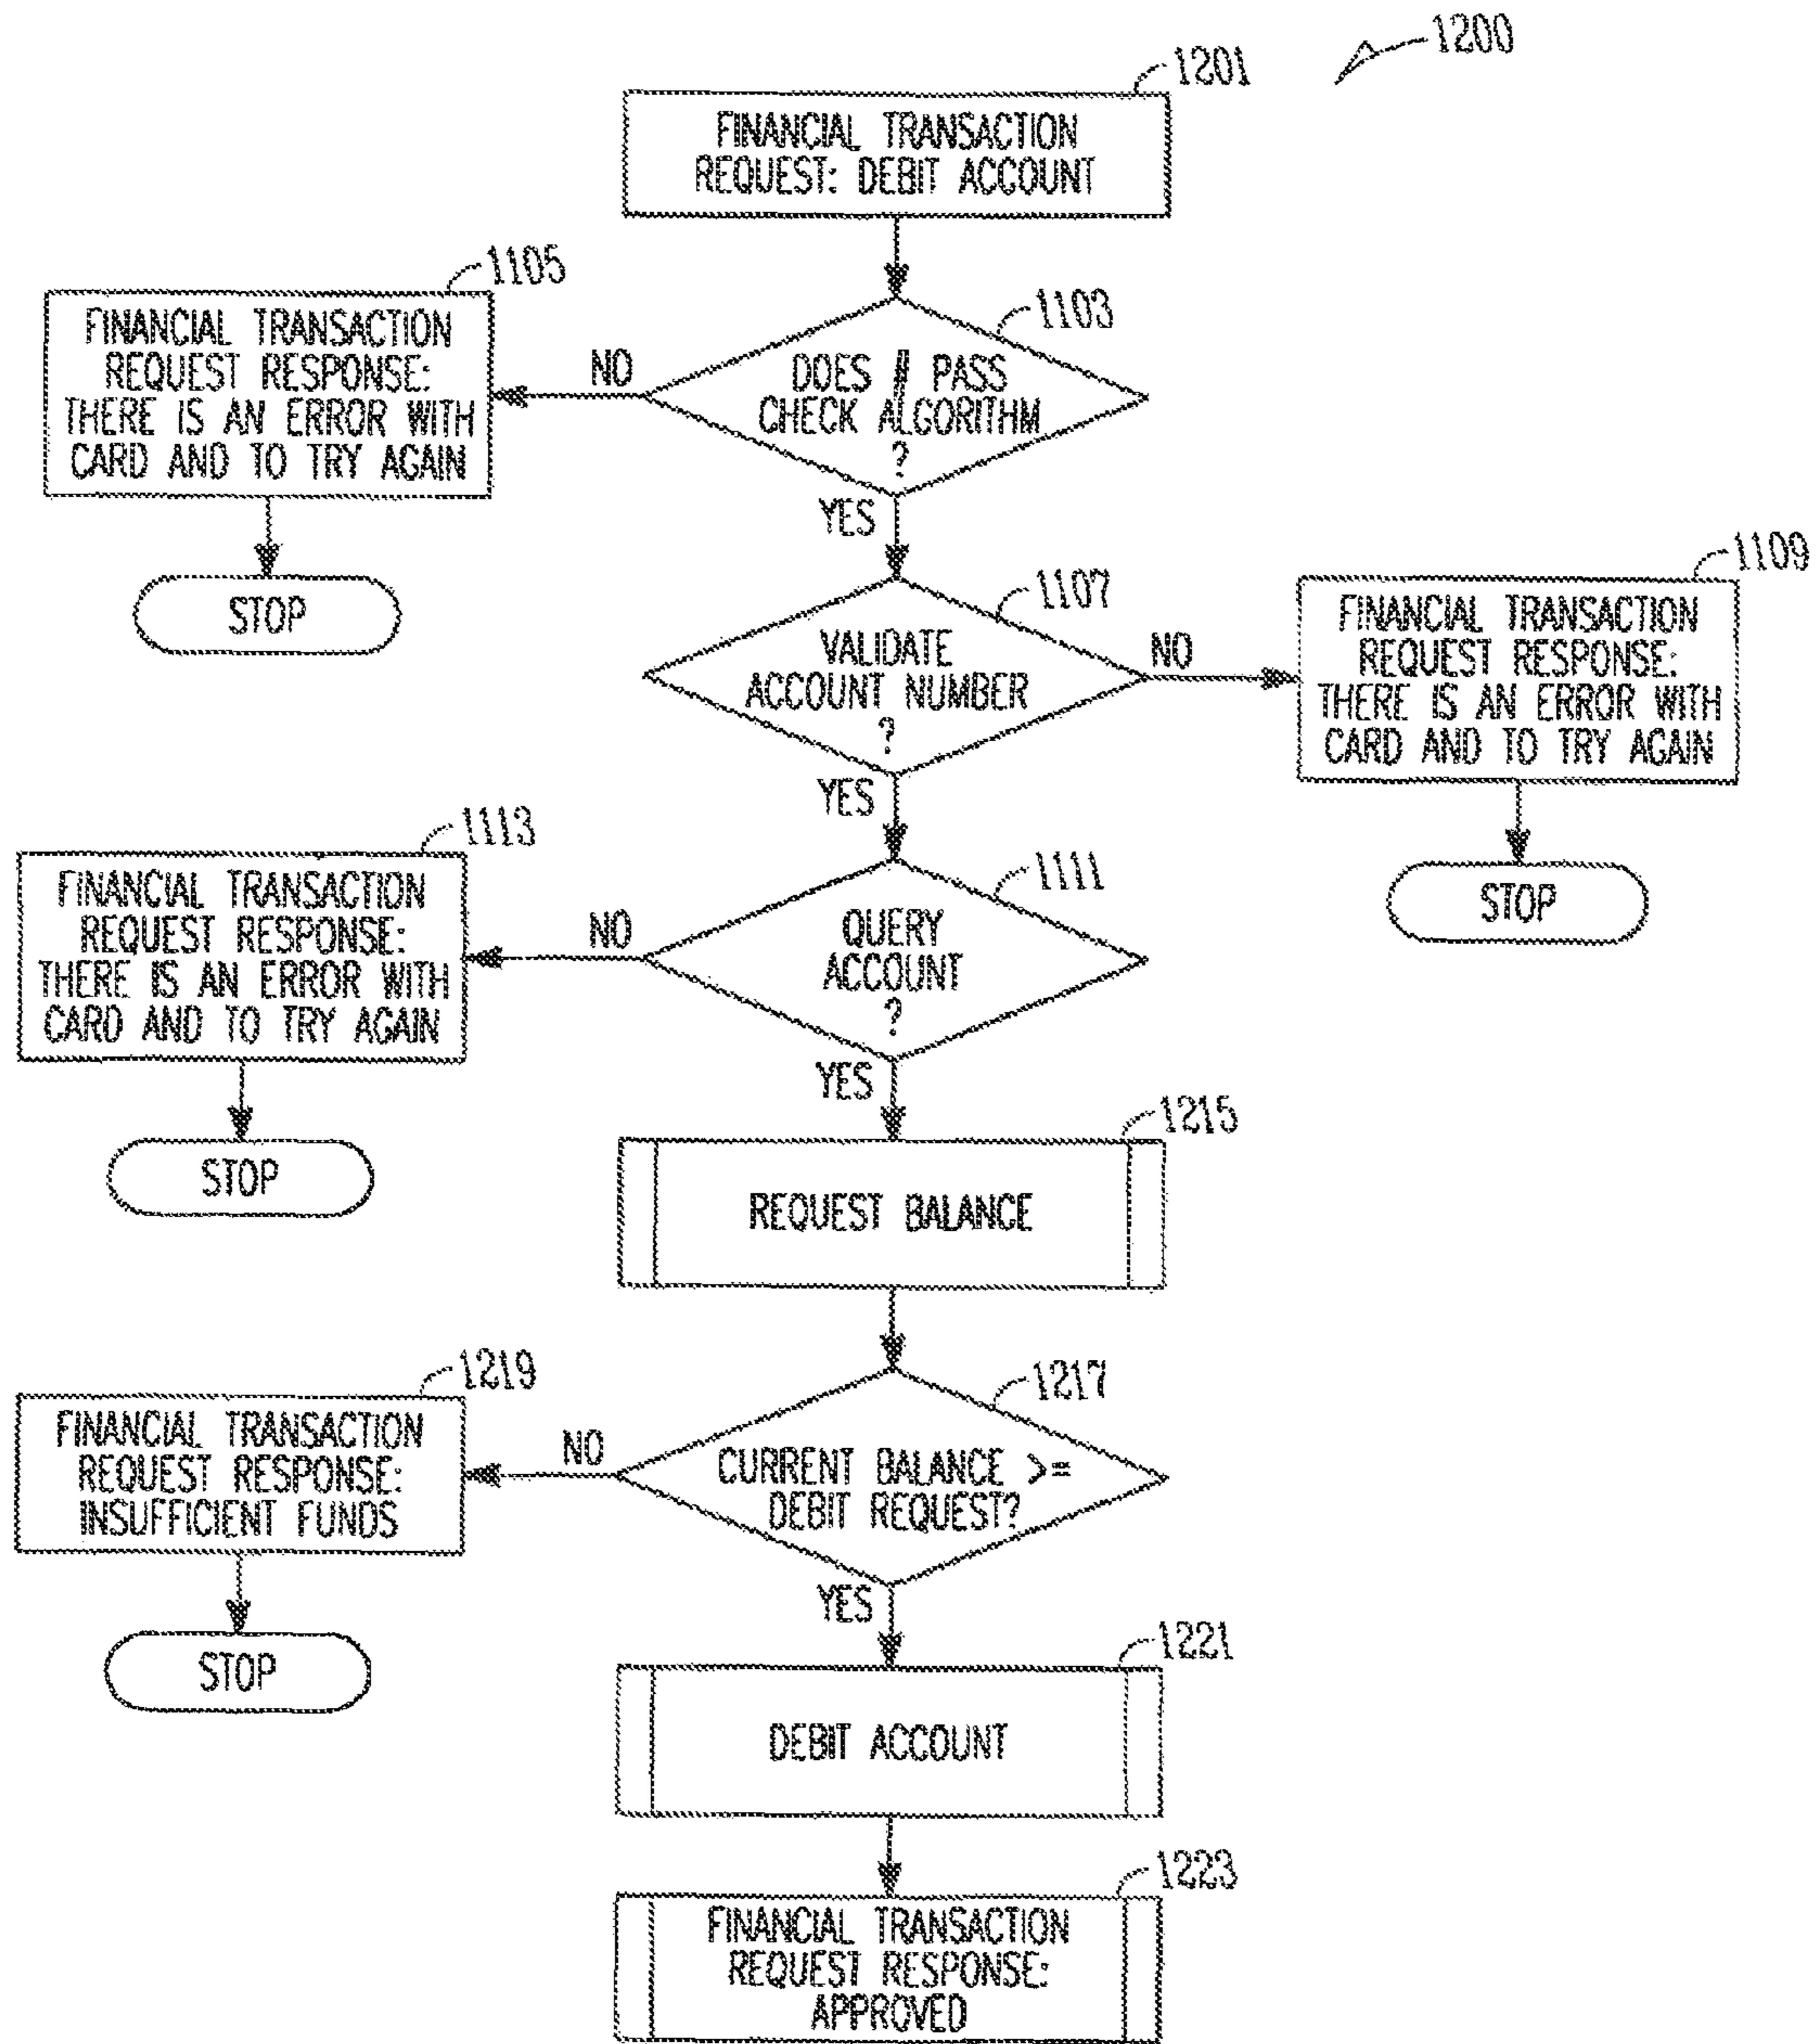 1200
1201
FINANCIAL TRANSACTION
REQUEST: DEBIT ACCOUNT
1105
FINANCIAL TRANSACTION
REQUEST RESPONSE:
THERE IS AN ERROR WITH
CARD AND TO TRY AGAIN
STOP
NO
1103
DOES # PASS
CHECK ALGORITHM
?
YES
1107
VALIDATE
ACCOUNT NUMBER
?
NO
1109
FINANCIAL TRANSACTION
REQUEST RESPONSE:
THERE IS AN ERROR WITH
CARD AND TO TRY AGAIN
STOP
YES
1113
FINANCIAL TRANSACTION
REQUEST RESPONSE:
THERE IS AN ERROR WITH
CARD AND TO TRY AGAIN
STOP
NO
1111
QUERY
ACCOUNT
?
YES
1215
REQUEST BALANCE
1219
FINANCIAL TRANSACTION
REQUEST RESPONSE:
INSUFFICIENT FUNDS
STOP
NO
1217
CURRENT BALANCE >=
DEBIT REQUEST?
YES
1221
DEBIT ACCOUNT
1223
FINANCIAL TRANSACTION
REQUEST RESPONSE:
APPROVED